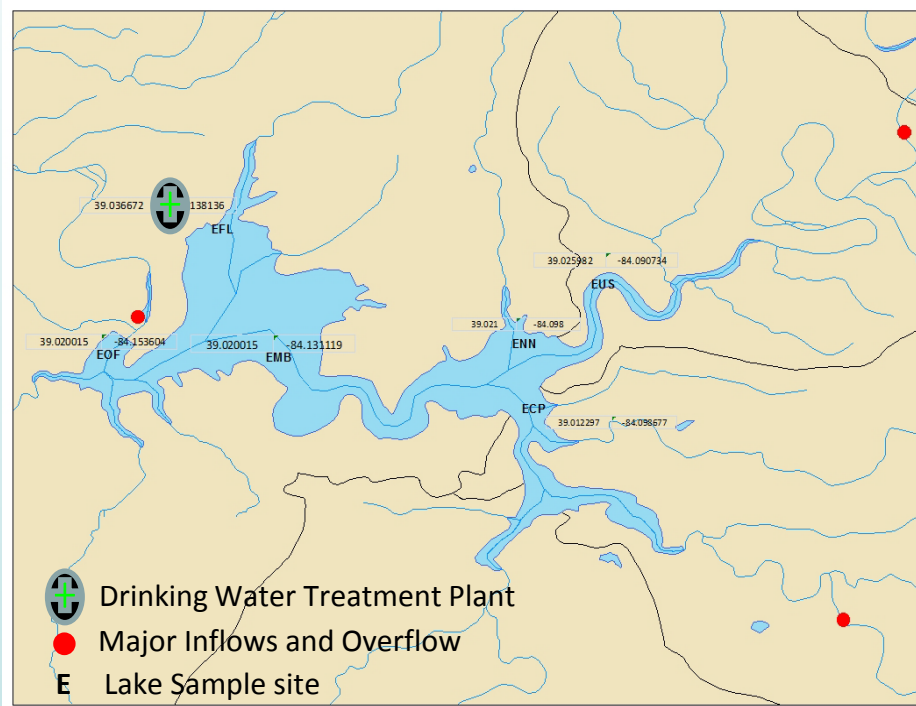 39.036672 138136
EFL
39.025982 -84.090734
EUS
39.021 -84.098
ENN
39.020015 -84.153604
EOF
39.020015 -84.131119
EMB
ECP
39.012297 -84.098677
Drinking Water Treatment Plant
Major Inflows and Overflow
E Lake Sample site